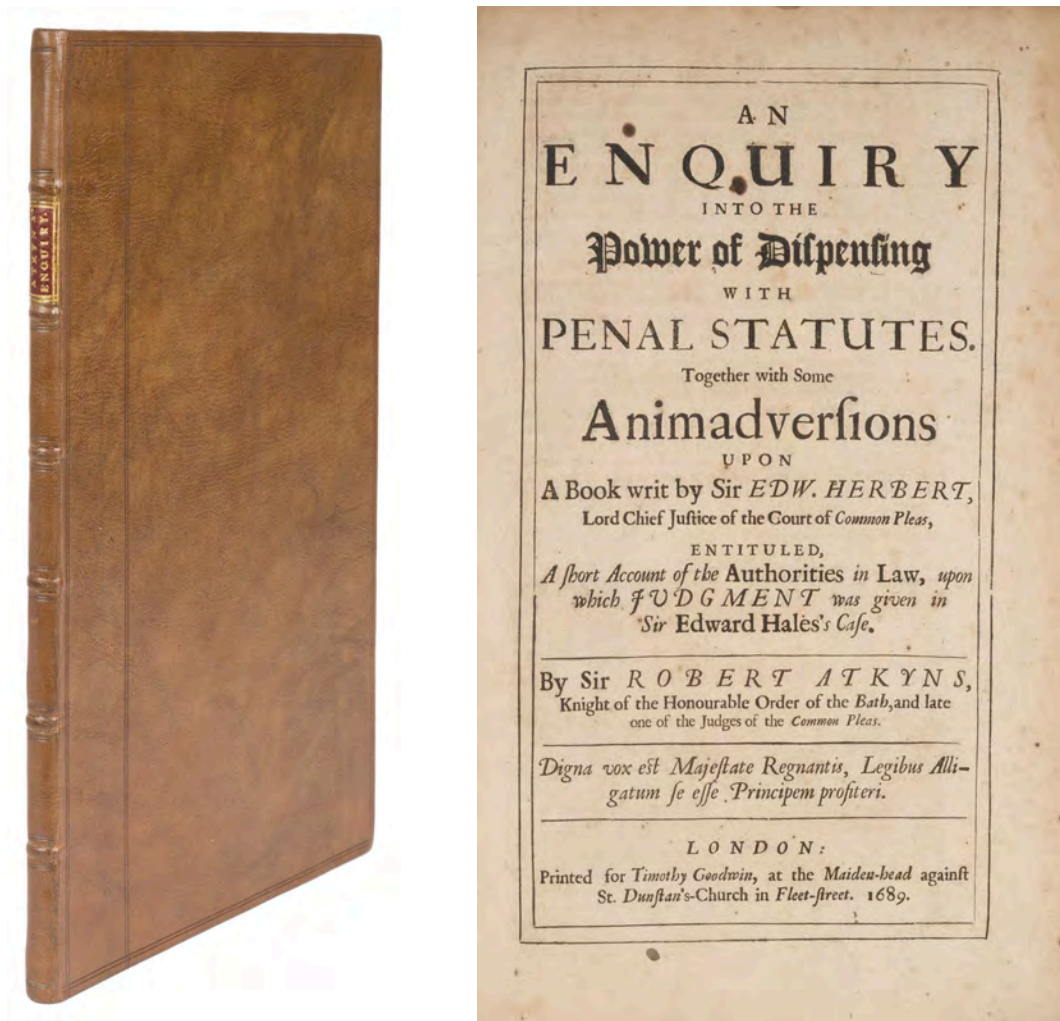 ATKYNS.
ENQUIRY.
AN
ENQUIRY
INTO THE
Power of Diſpenſing
WITH
PENAL STATUTES.
Together with Some
Animadverſions
UPON
A Book writ by Sir EDW. HERBERT,
Lord Chief Juſtice of the Court of Common Pleas,
ENTITULED,
A ſhort Account of the Authorities in Law, upon
which JUDGMENT was given in
Sir Edward Hales's Caſe.
By Sir ROBERT ATKYNS,
Knight of the Honourable Order of the Bath, and late
one of the Judges of the Common Pleas.
Digna vox eſt Majeſtate Regnantis, Legibus Alli-
gatum ſe eſſe Principem profiteri.
LONDON:
Printed for Timothy Goodwin, at the Maiden-head againſt
St. Dunſtan's-Church in Fleet-ſtreet. 1689.